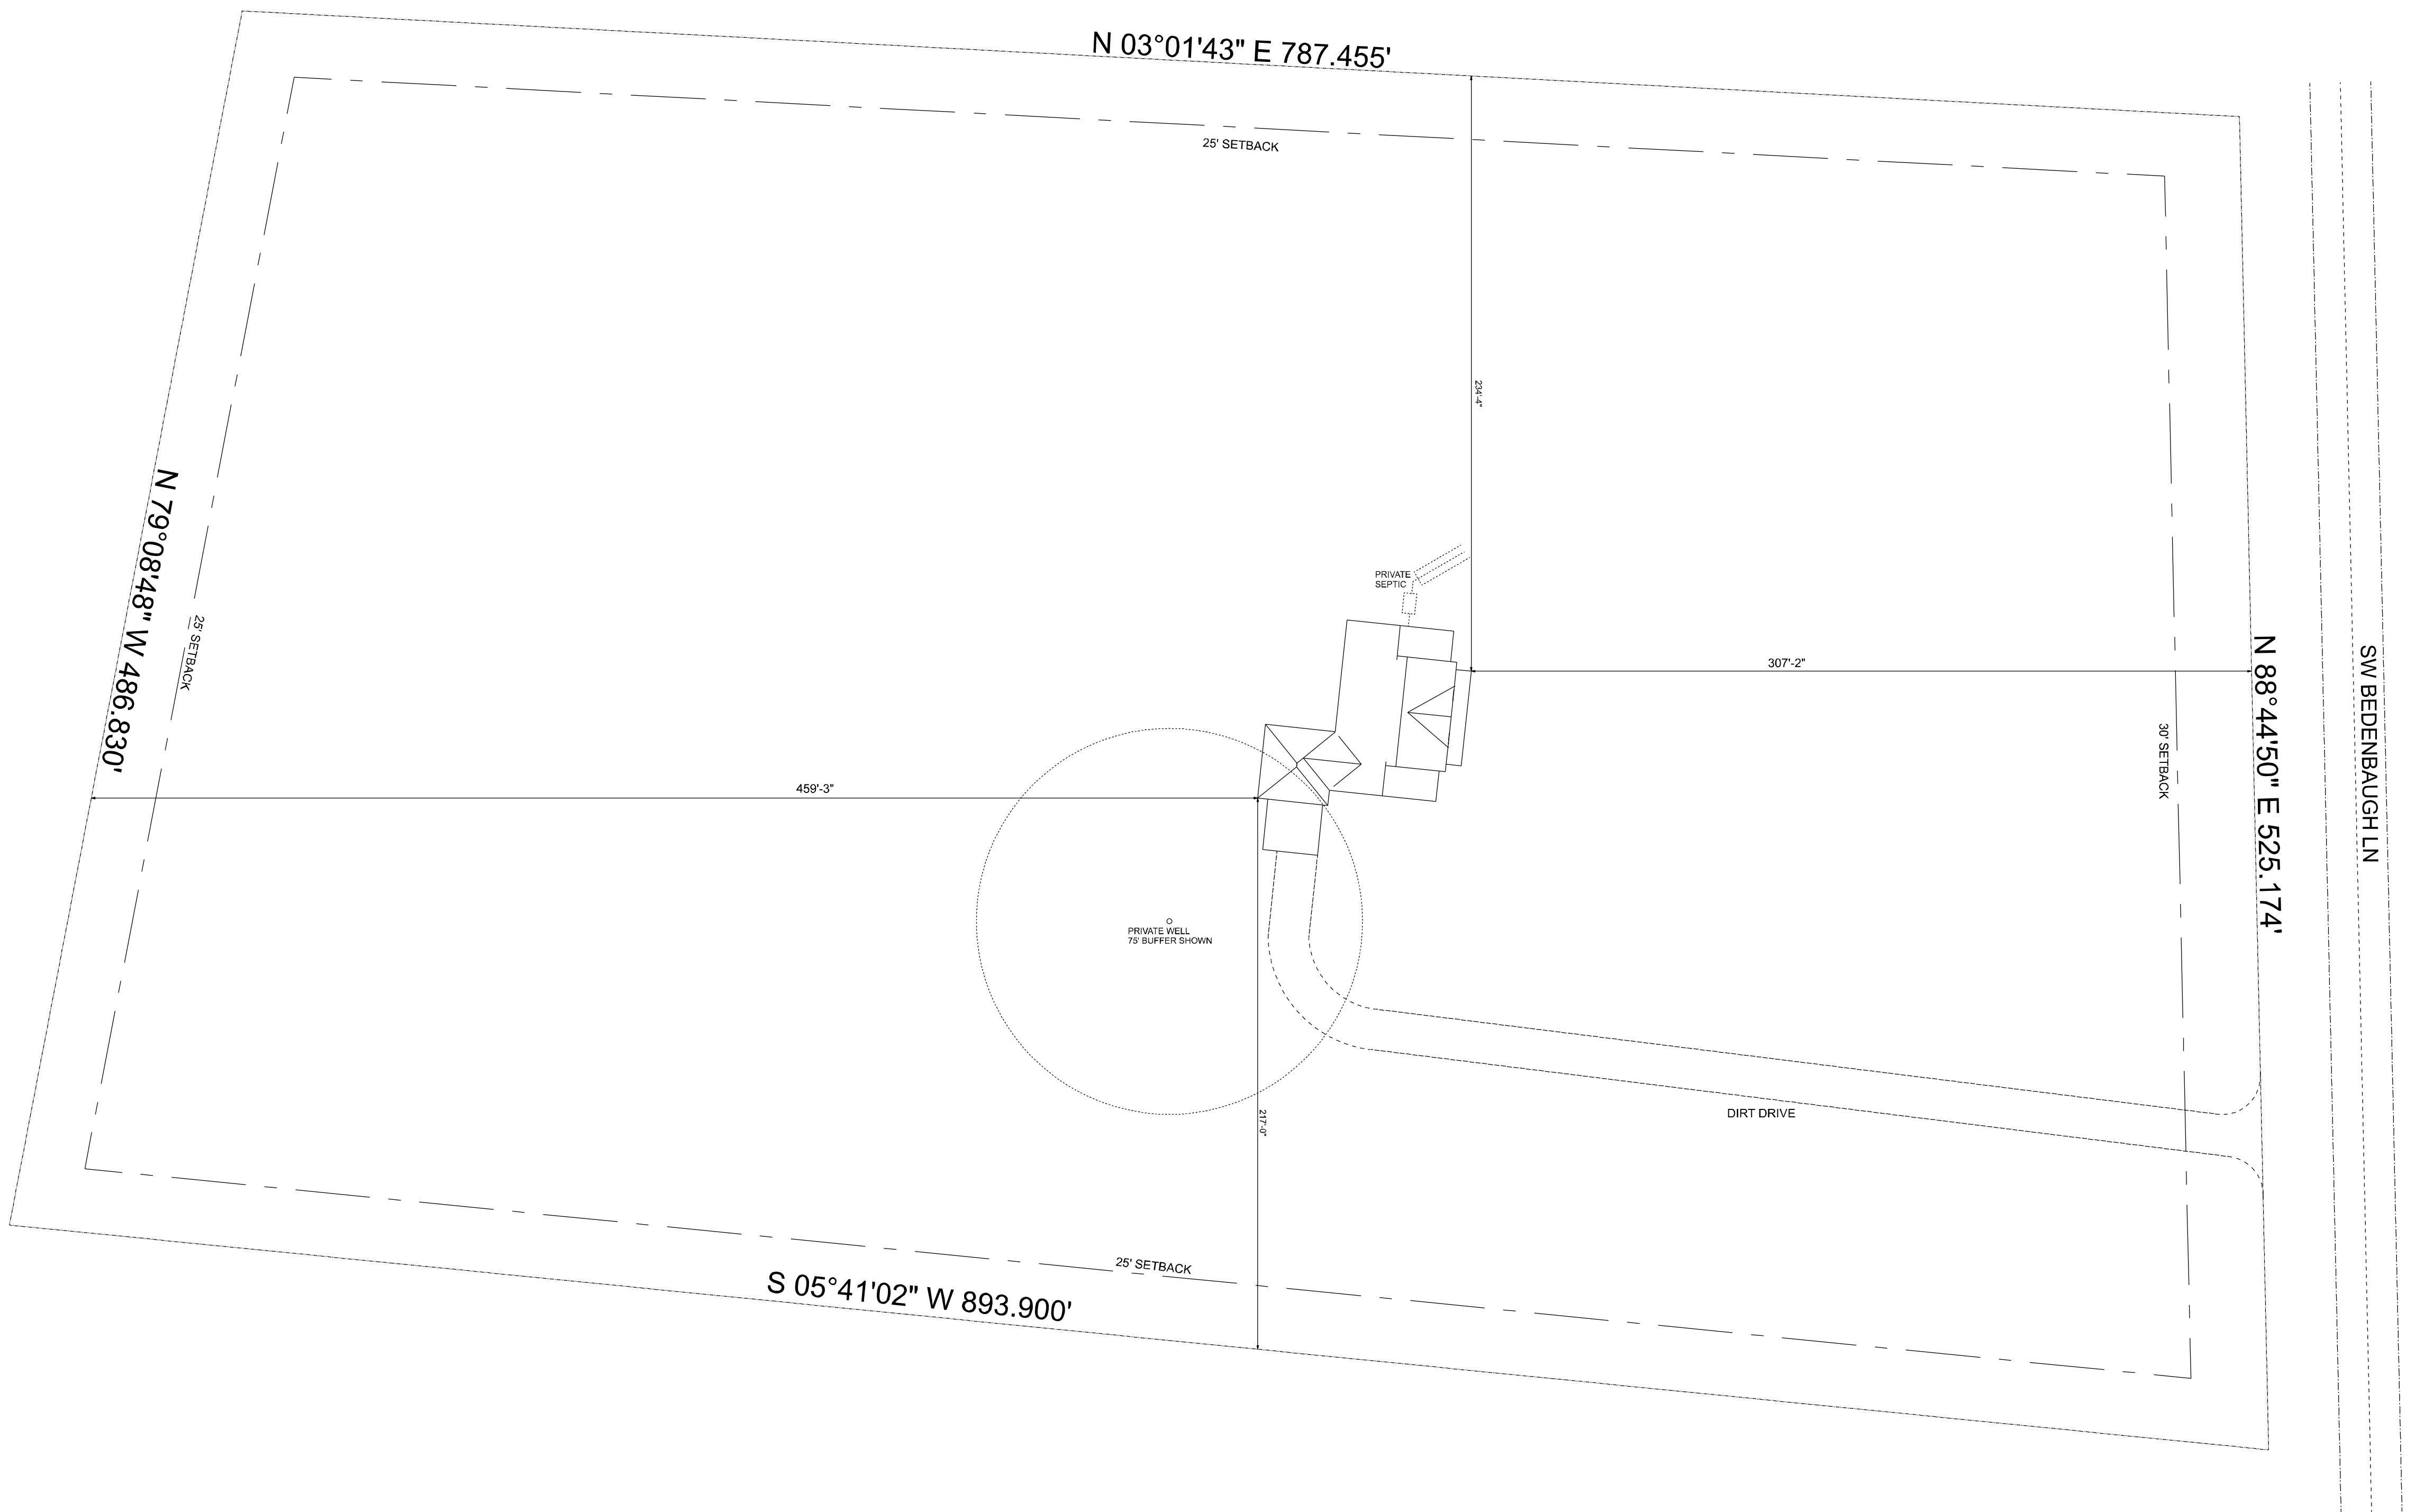 N 03°01'43" E 787.455'
25' SETBACK
234'-4"
N 79°08'48" W 486.830'
25' SETBACK
PRIVATE
SEPTIC
307'-2"
N 88°44'50" E 525.174'
SW BEDENBAUGH LN
30' SETBACK
459'-3"
PRIVATE WELL
75' BUFFER SHOWN
217'-0"
DIRT DRIVE
25' SETBACK
S 05°41'02" W 893.900'